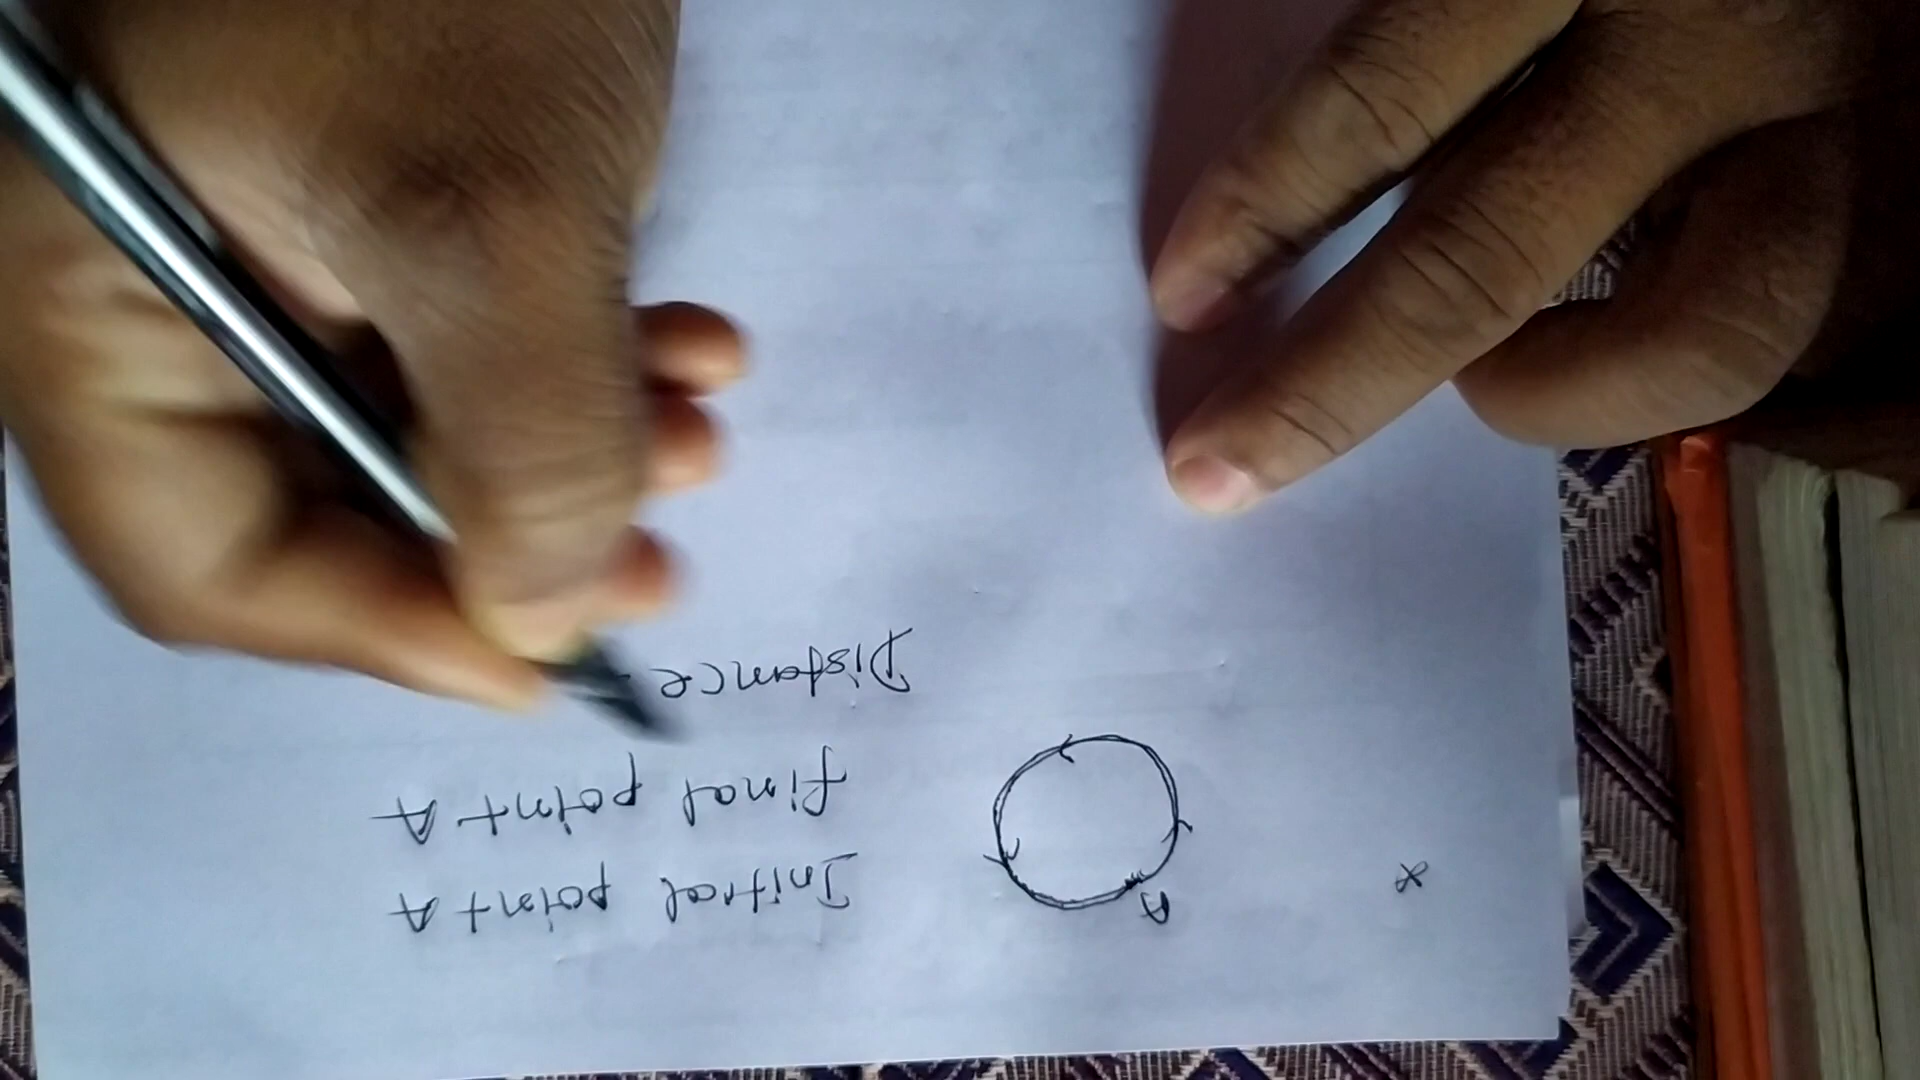 *
A
Initial point A
final point A
Distance -